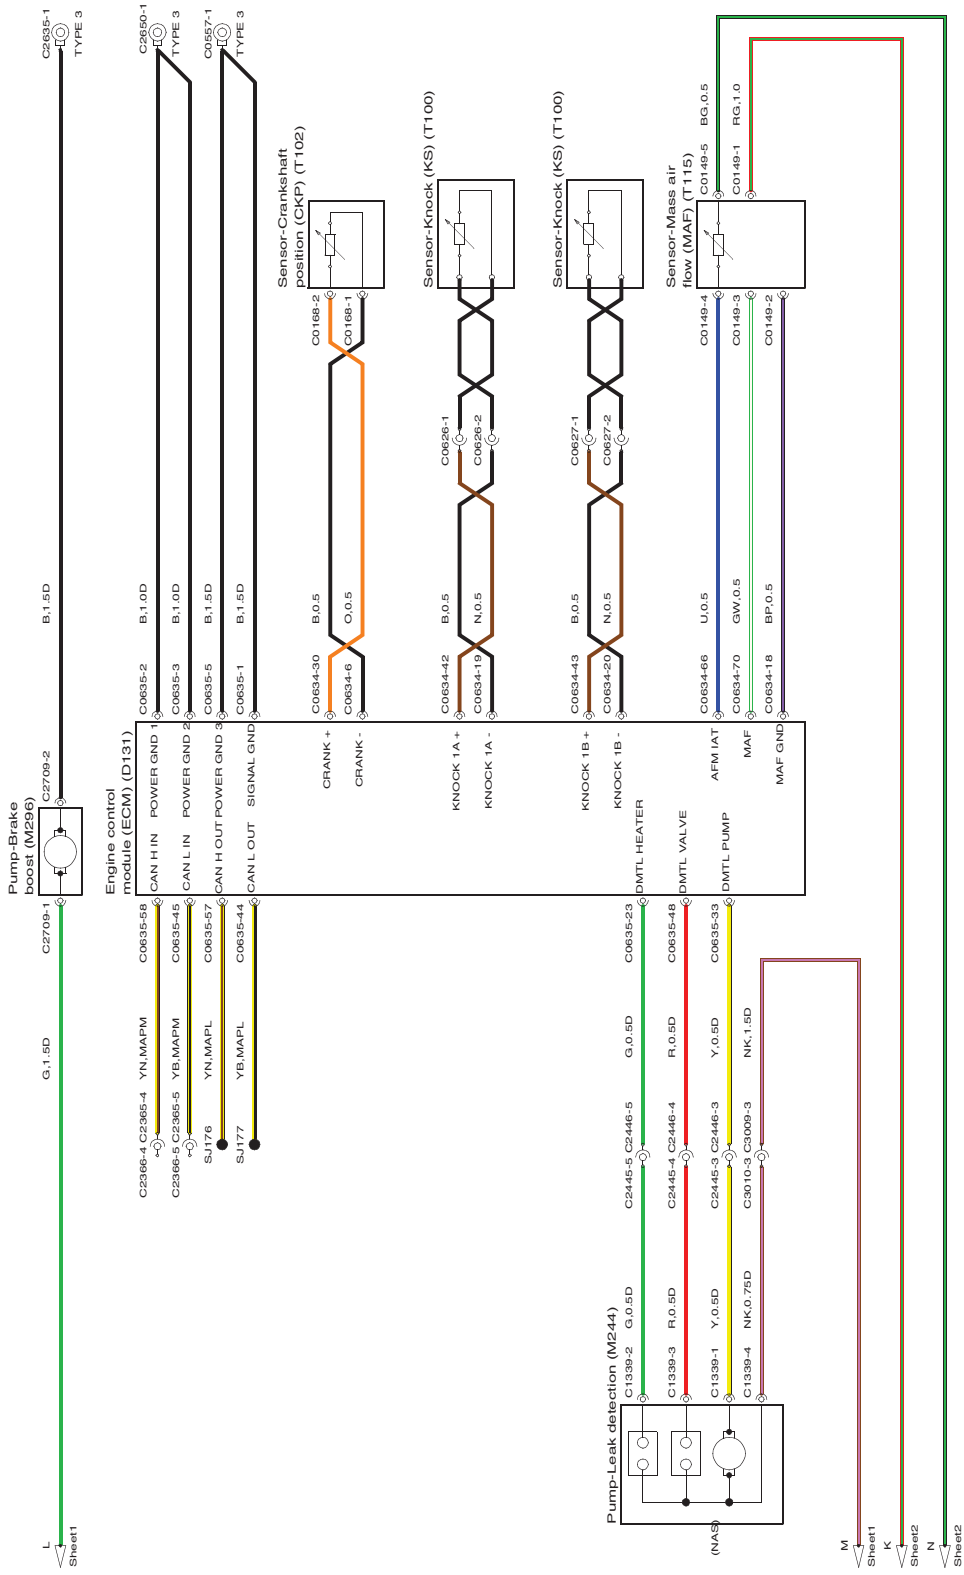 C2635-1
TYPE 3
C2650-1
TYPE 3
C0557-1
TYPE 3
B,1.5D
B,1.0D
B,1.0D
B,1.5D
B,1.5D
C2709-2
C0635-2
C0635-3
C0635-5
C0635-1
Pump-Brake
boost (M296)
C2709-1
G,1.5D
L
Sheet1
Engine control
module (ECM) (D131)
POWER GND 1
POWER GND 2
POWER GND 3
SIGNAL GND
CAN H IN
CAN L IN
CAN H OUT
CAN L OUT
C0635-58
C0635-45
C0635-57
C0635-44
YN,MAPM
YB,MAPM
YN,MAPL
YB,MAPL
C2365-4
C2365-5
C2366-4
C2366-5
SJ176
SJ177
Sensor-Crankshaft
position (CKP) (T102)
C0168-2
C0168-1
B,0.5
O,0.5
C0634-30
C0634-6
CRANK +
CRANK -
Sensor-Knock (KS) (T100)
C0626-1
C0626-2
B,0.5
N,0.5
C0634-42
C0634-19
KNOCK 1A +
KNOCK 1A -
Sensor-Knock (KS) (T100)
C0627-1
C0627-2
B,0.5
N,0.5
C0634-43
C0634-20
KNOCK 1B +
KNOCK 1B -
Sensor-Mass air
flow (MAF) (T115)
C0149-5
C0149-1
BG,0.5
RG,1.0
C0149-4
C0149-3
C0149-2
U,0.5
GW,0.5
BP,0.5
C0634-66
C0634-70
C0634-18
AFM IAT
MAF
MAF GND
DMTL HEATER
DMTL VALVE
DMTL PUMP
C0635-23
C0635-48
C0635-33
G,0.5D
R,0.5D
Y,0.5D
NK,1.5D
C2446-5
C2446-4
C2446-3
C3009-3
C2445-5
C2445-4
C2445-3
C3010-3
G,0.5D
R,0.5D
Y,0.5D
NK,0.75D
C1339-2
C1339-3
C1339-1
C1339-4
Pump-Leak detection (M244)
(NAS)
M
Sheet1
K
Sheet2
N
Sheet2